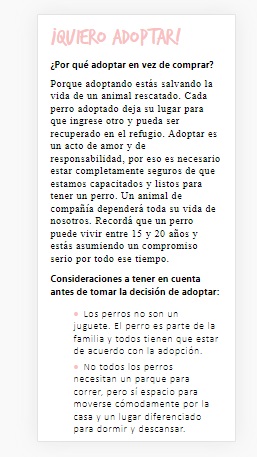 ¡QUIERO ADOPTAR!
¿Por qué adoptar en vez de comprar?
Porque adoptando estás salvando la
vida de un animal rescatado. Cada
perro adoptado deja su lugar para
que ingrese otro y pueda ser
recuperado en el refugio. Adoptar es
un acto de amor y de
responsabilidad, por eso es necesario
estar completamente seguros de que
estamos capacitados y listos para
tener un perro. Un animal de
compañía dependerá toda su vida de
nosotros. Recordá que un perro
puede vivir entre 15 y 20 años y
estás asumiendo un compromiso
serio por todo ese tiempo.
Consideraciones a tener en cuenta
antes de tomar la decisión de adoptar:
• Los perros no son un
juguete. El perro es parte de la
familia y todos tienen que estar
de acuerdo con la adopción.
• No todos los perros
necesitan un parque para
correr, pero sí espacio para
moverse cómodamente por la
casa y un lugar diferenciado
para dormir y descansar.